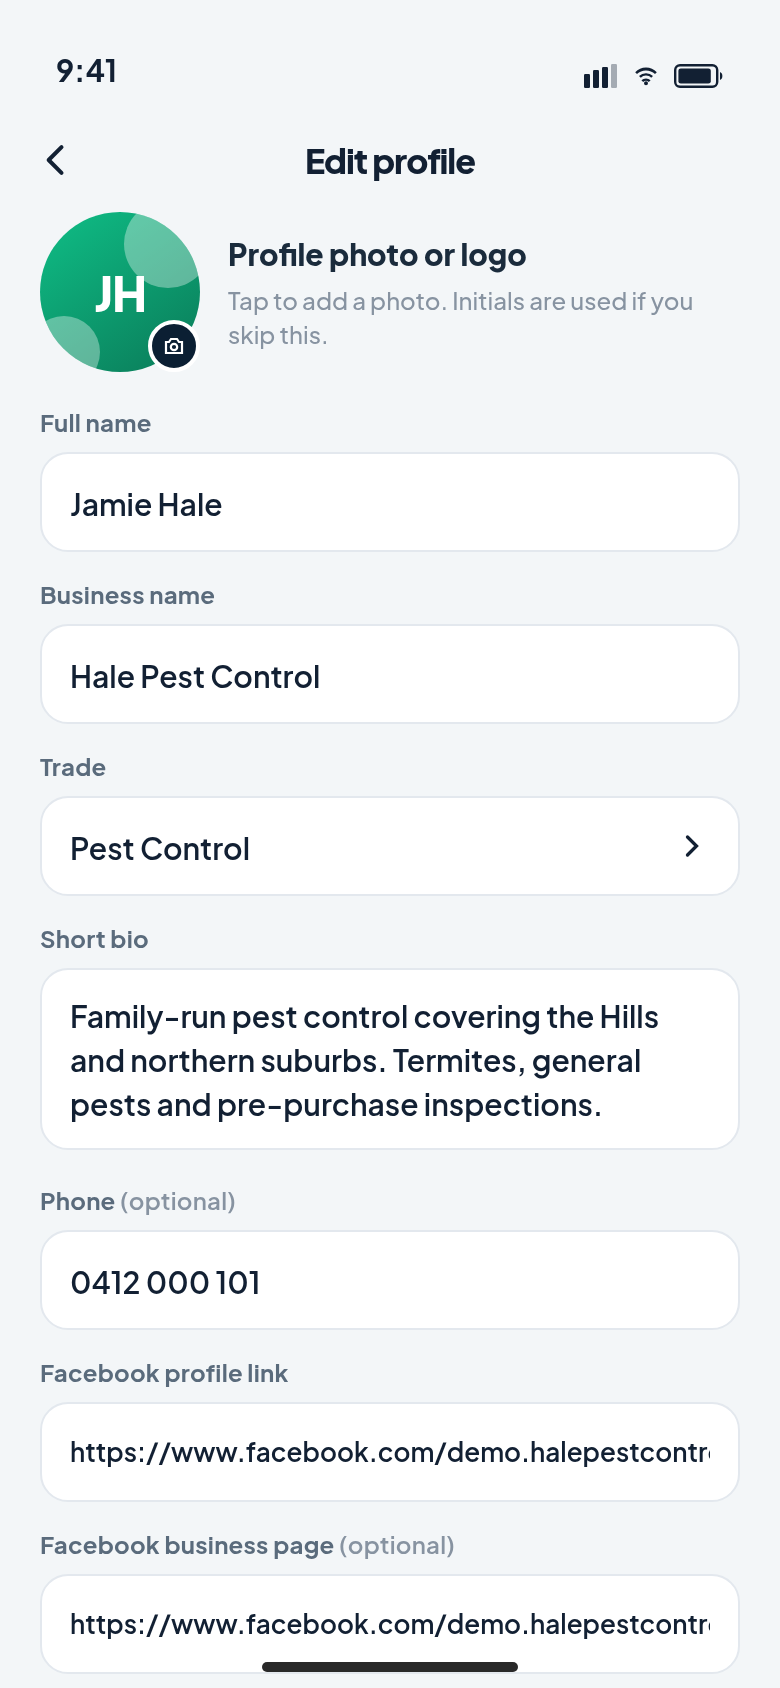 9:41
Edit profile
JH
Profile photo or logo
Tap to add a photo. Initials are used if you
skip this.
Full name
Jamie Hale
Business name
Hale Pest Control
Trade
Pest Control
Short bio
Family-run pest control covering the Hills
and northern suburbs. Termites, general
pests and pre-purchase inspections.
Phone (optional)
0412 000 101
Facebook profile link
https://www.facebook.com/demo.halepestcontr
Facebook business page (optional)
https://www.facebook.com/demo.halepestcontr